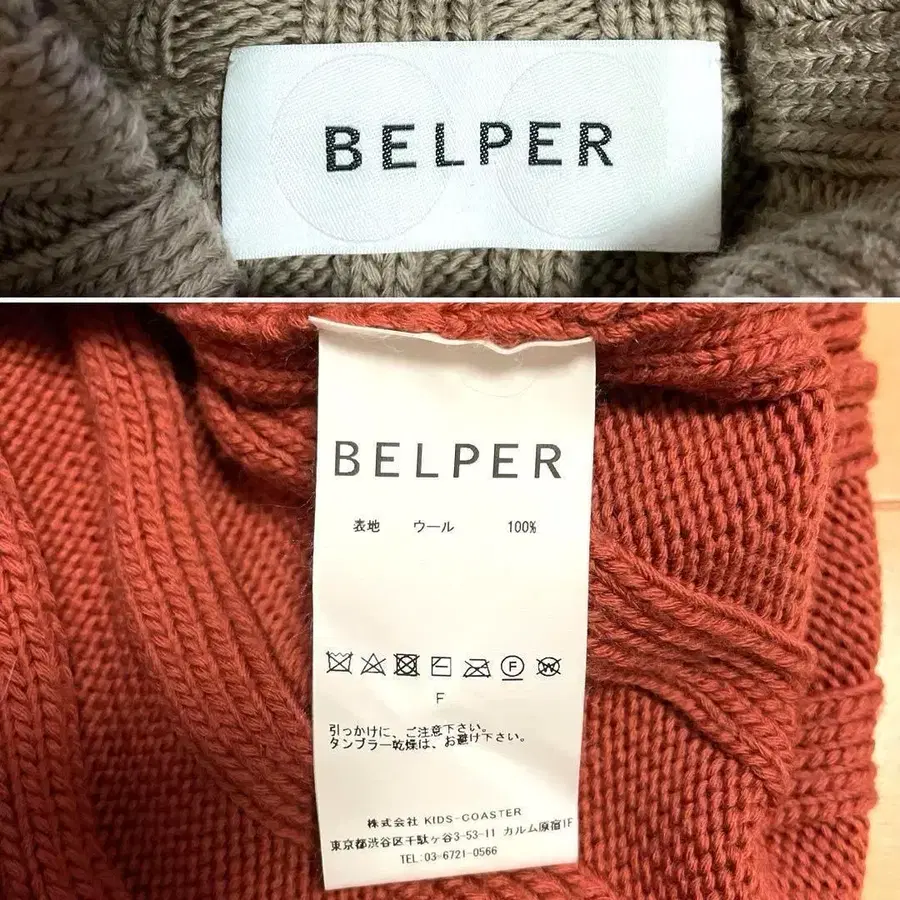 BELPER
BELPER
表地 ウール 100%
F
F
引っかけに、ご注意下さい。
タンブラー乾燥は、お避け下さい。
株式会社 KIDS-COASTER
東京都渋谷区千駄ヶ谷3-53-11 カルム原宿1F
TEL:03-6721-0566